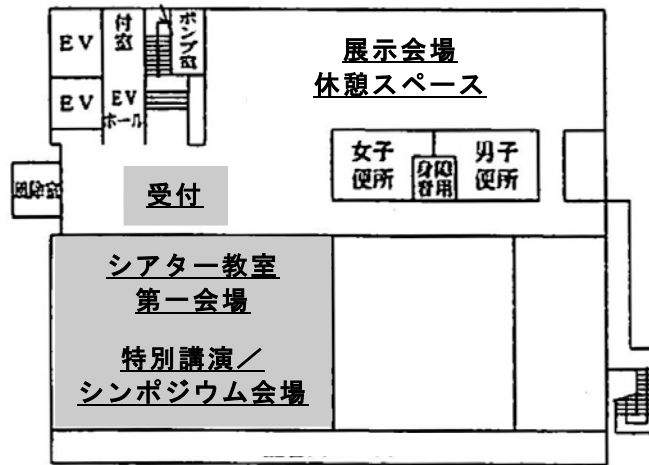 EV
付室
ポンプ室
展示会場
休憩スペース
EV
EV
ホール
女子
便所
身障
者用
男子
便所
風除室
受付
シアター教室
第一会場
特別講演／
シンポジウム会場